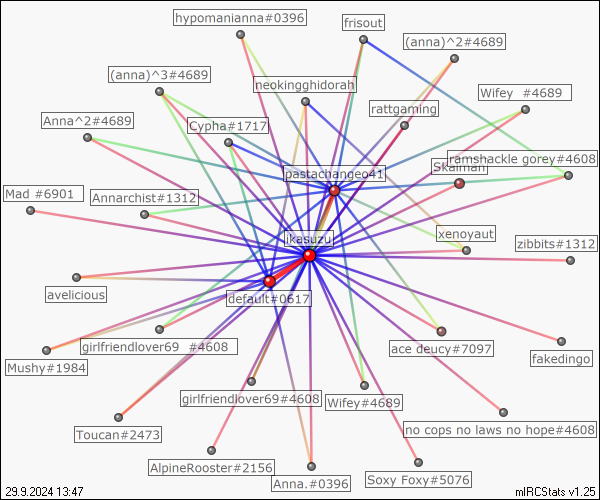 hypomanianna#0396
frisout
(anna)^2#4689
(anna)^3#4689
neokingghidorah
Wifey #4689
rattgaming
Anna^2#4689
Cypha#1717
ramshackle gorey#4608
Skalman
pastachangeo41
Mad #6901
Annarchist#1312
xenoyaut
ikasuzu
zibbits#1312
avelicious
default#0617
girlfriendlover69 #4608
ace deucy#7097
fakedingo
Mushy#1984
girlfriendlover69#4608
Wifey#4689
no cops no laws no hope#4608
Toucan#2473
AlpineRooster#2156
Anna.#0396
Soxy Foxy#5076
29.9.2024 13:47
mIRCStats v1.25